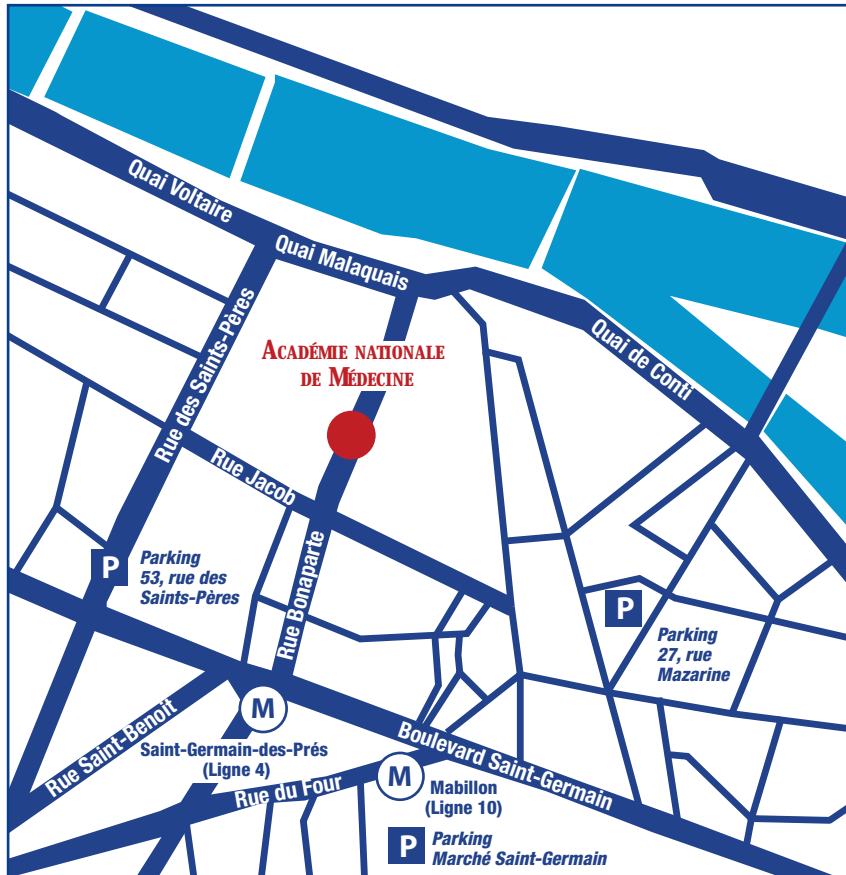 Quai Voltaire
Quai Malaquais
Quai de Conti
Rue des Saints-Pères
ACADÉMIE NATIONALE
DE MÉDECINE
Rue Jacob
Rue Bonaparte
P
Parking
53, rue des
Saints-Pères
P
Parking
27, rue
Mazarine
M
Saint-Germain-des-Prés
(Ligne 4)
Rue Saint-Benoit
Rue du Four
Boulevard Saint-Germain
M
Mabillon
(Ligne 10)
P
Parking
Marché Saint-Germain